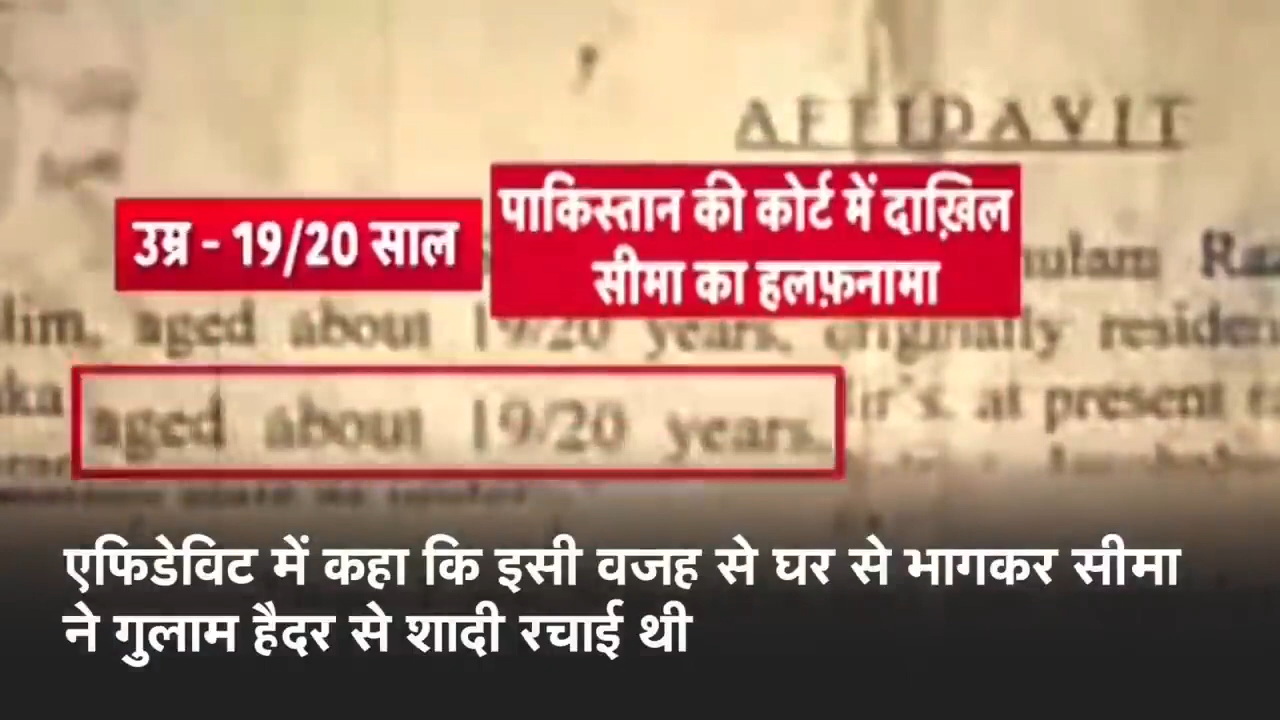 AFFIDAVIT
उम्र - 19/20 साल
पाकिस्तान की कोर्ट में दाख़िल
सीमा का हलफ़नामा
aged about 19/20 years, originally
aged about 19/20 years,
at present
एफिडेविट में कहा कि इसी वजह से घर से भागकर सीमा
ने गुलाम हैदर से शादी रचाई थी